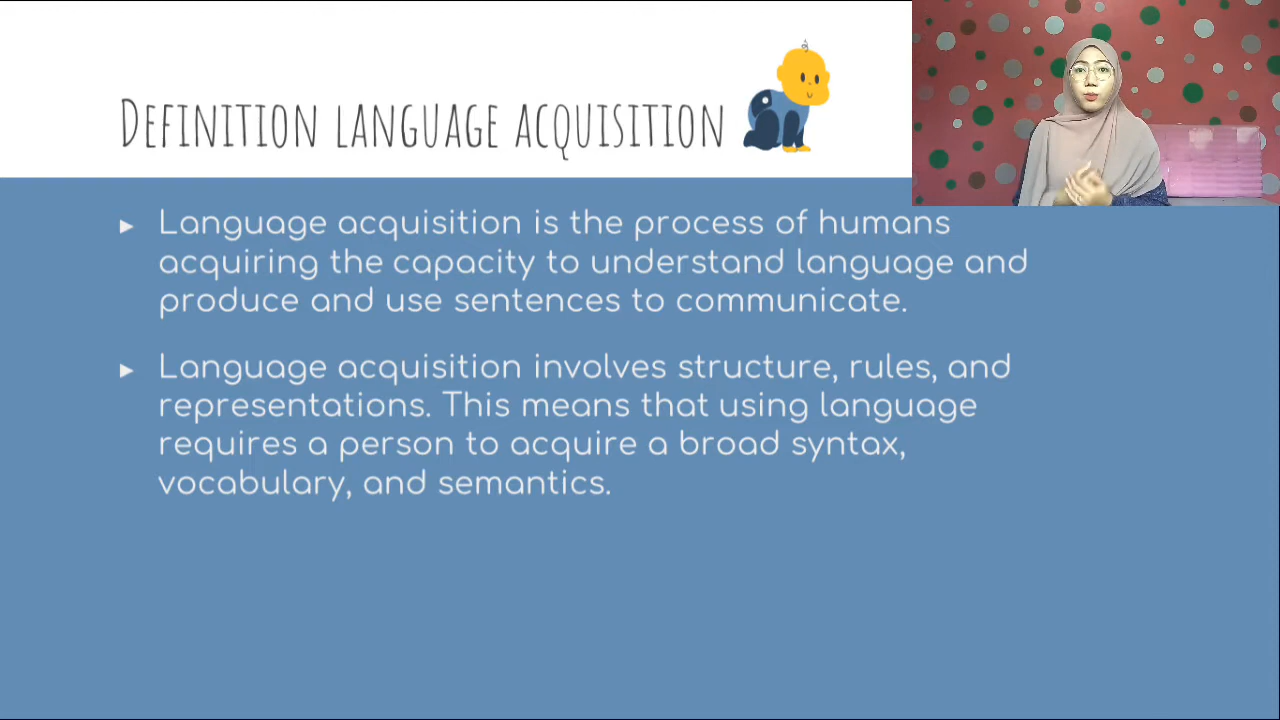 Definition language acquisition
Language acquisition is the process of humans
acquiring the capacity to understand language and
produce and use sentences to communicate.
Language acquisition involves structure, rules, and
representations. This means that using language
requires a person to acquire a broad syntax,
vocabulary, and semantics.